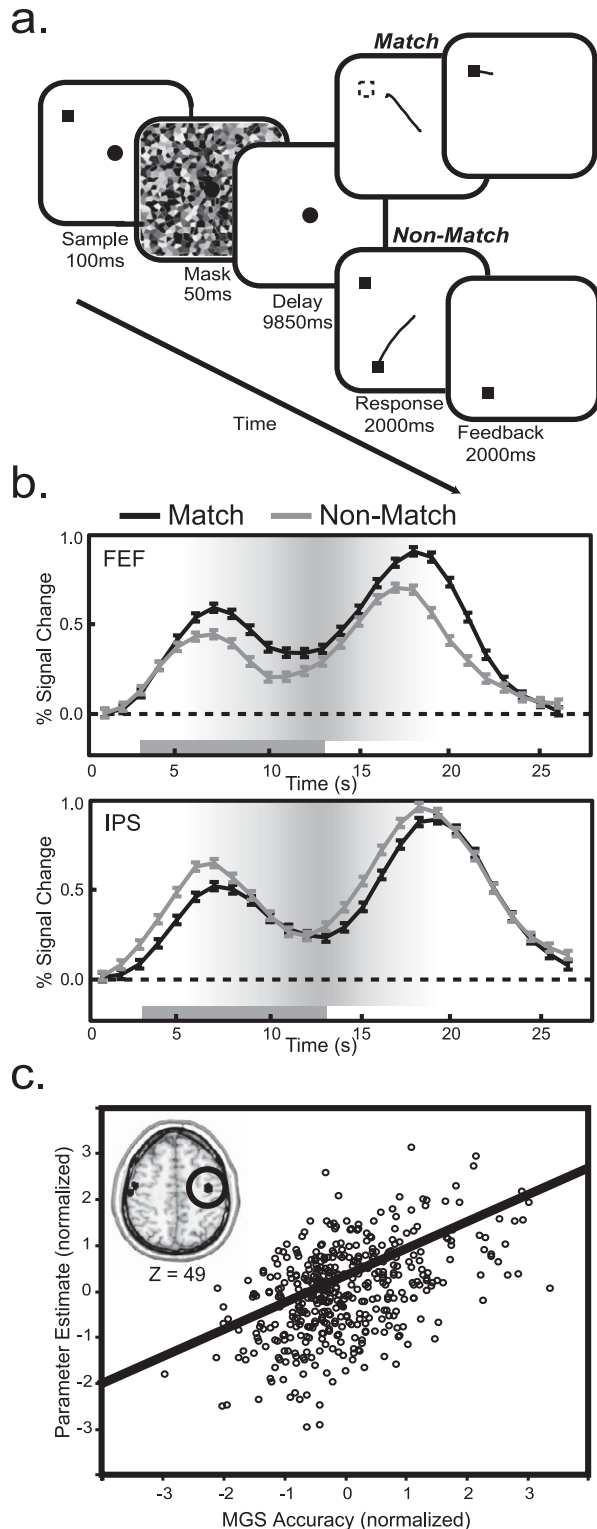 a.
Match
Sample
100ms
Mask
50ms
Delay
9850ms
Non-Match
Response
2000ms
Feedback
2000ms
Time
b.
Match Non-Match
FEF
% Signal Change
1.0
0.5
0.0
0 5 10 15 20 25
Time (s)
IPS
% Signal Change
1.0
0.5
0.0
0 5 10 15 20 25
Time (s)
c.
Z = 49
Parameter Estimate (normalized)
3
2
1
0
-1
-2
-3
-3 -2 -1 0 1 2 3
MGS Accuracy (normalized)